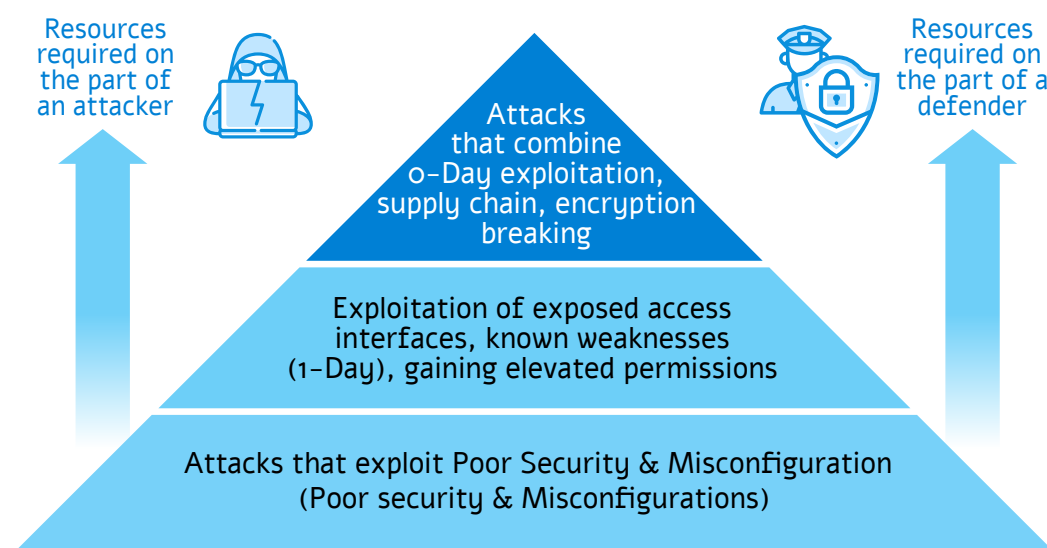 Resources
required on
the part of
an attacker
Resources
required on
the part of a
defender
Attacks
that combine
0-Day exploitation,
supply chain, encryption
breaking
Exploitation of exposed access
interfaces, known weaknesses
(1-Day), gaining elevated permissions
Attacks that exploit Poor Security & Misconfiguration
(Poor security & Misconfigurations)